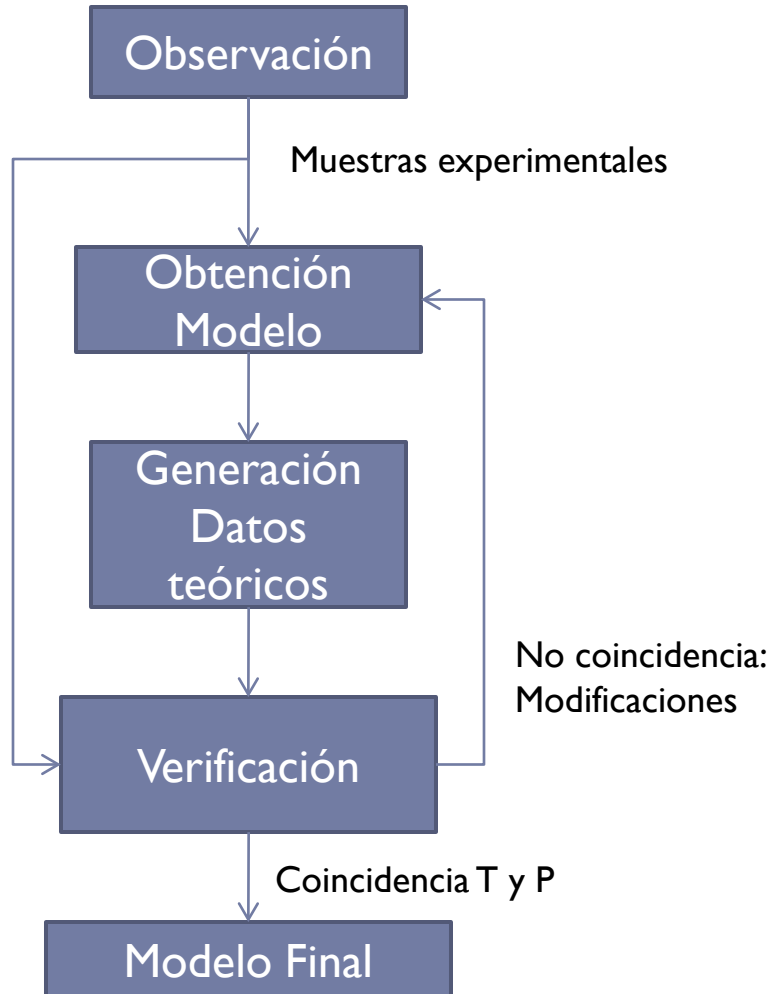 Observación
Muestras experimentales
Obtención
Modelo
Generación
Datos
teóricos
No coincidencia:
Modificaciones
Verificación
Coincidencia T y P
Modelo Final